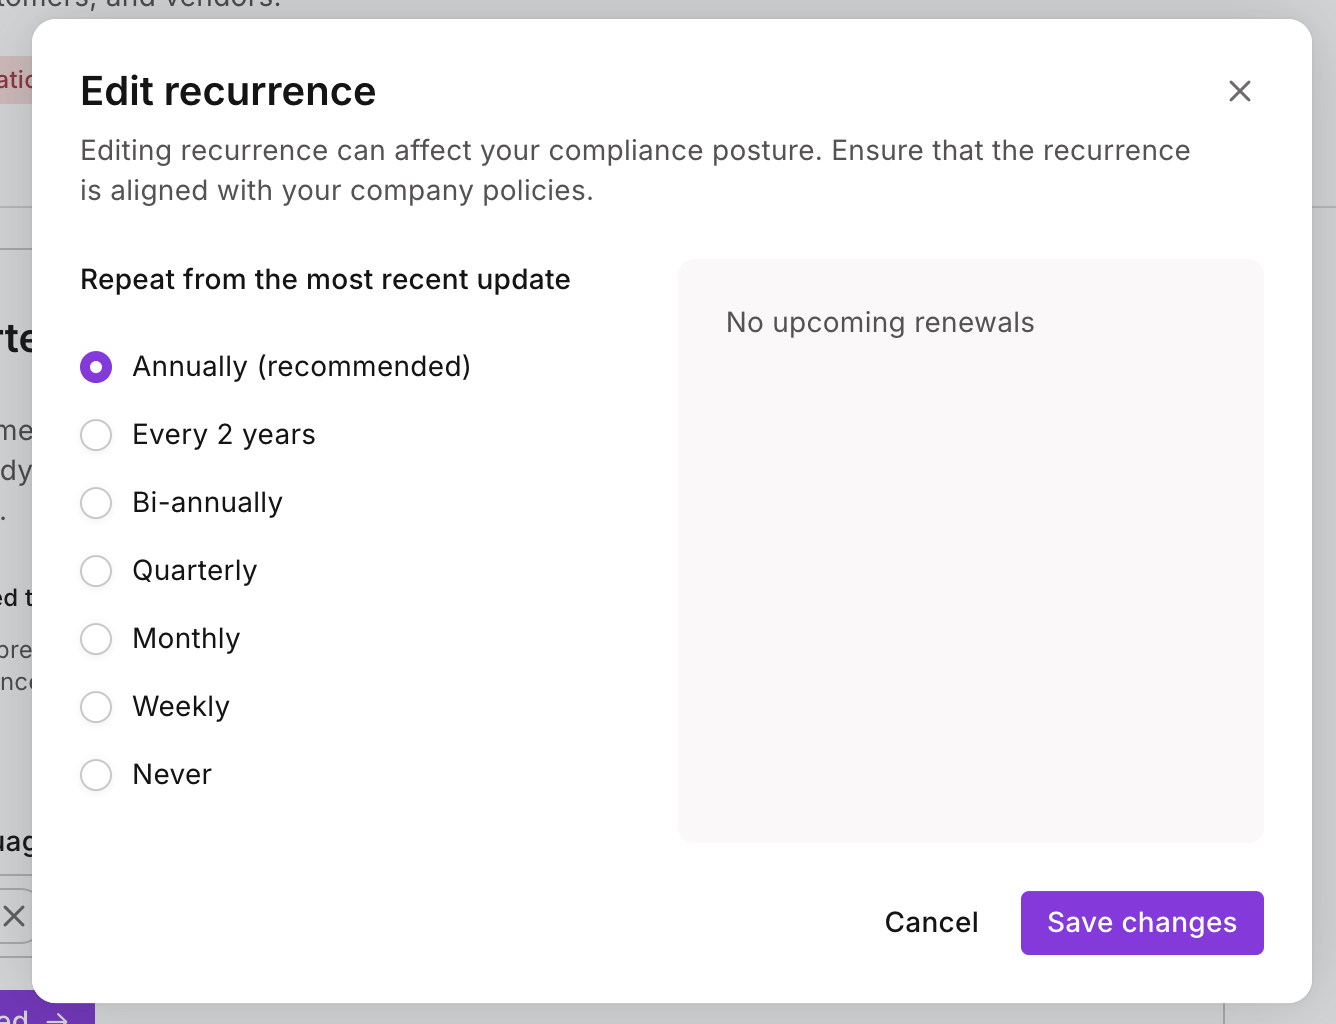 Edit recurrence
Editing recurrence can affect your compliance posture. Ensure that the recurrence
is aligned with your company policies.
Repeat from the most recent update
No upcoming renewals
Annually (recommended)
Every 2 years
Bi-annually
Quarterly
Monthly
Weekly
Never
Cancel
Save changes